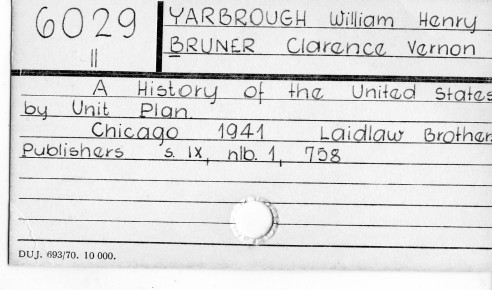 6029
II
YARBROUGH William Henry
BRUNER Clarence Vernon
A History of the United States
by Unit Plan.
Chicago 1941 Laidlaw Brother
Publishers s. IX, nlb. 1, 758
DUJ. 693/70. 10 000.